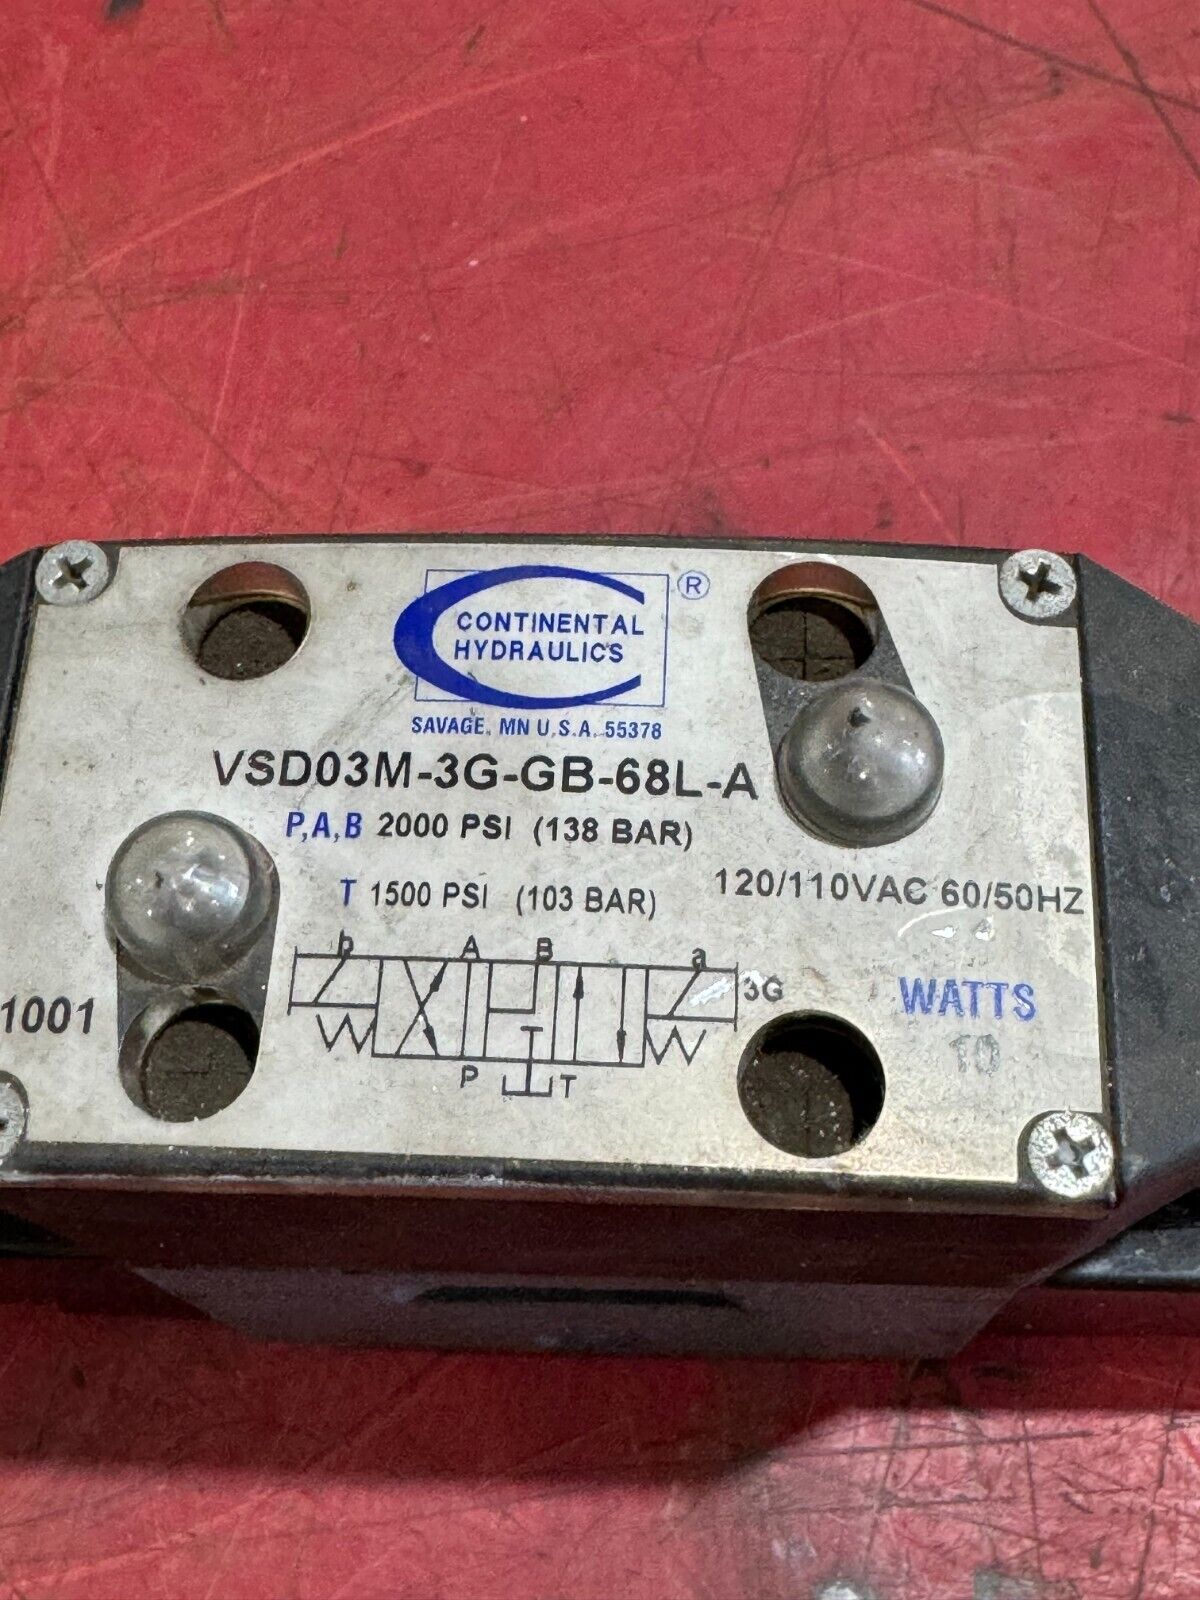 CONTINENTAL ®
HYDRAULICS
SAVAGE, MN U.S.A. 55378
VSD03M-3G-GB-68L-A
P,A,B 2000 PSI (138 BAR)
T 1500 PSI (103 BAR)
120/110VAC 60/50HZ
b A B a
3G
P T
1001
WATTS
10